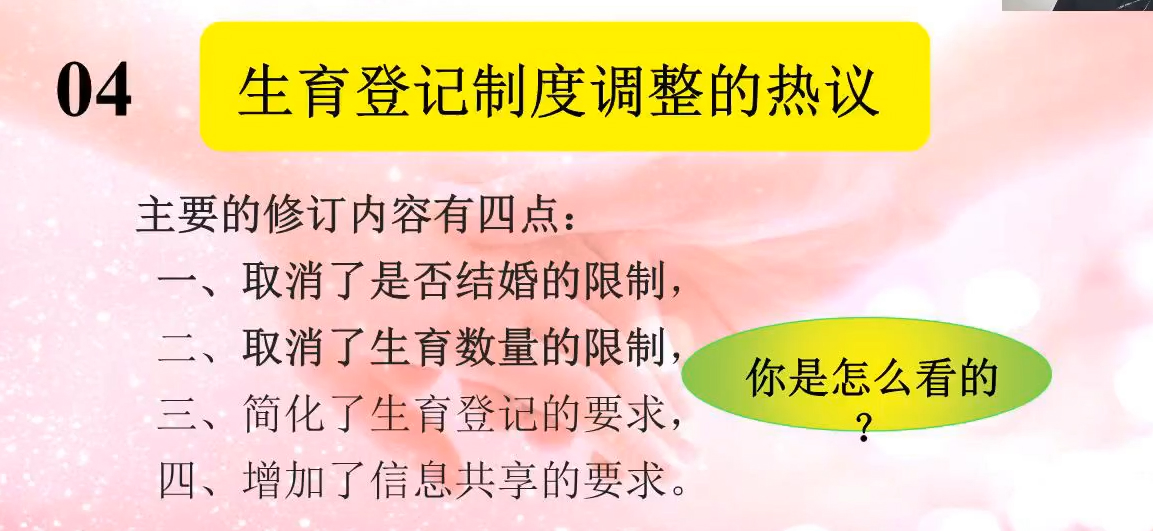 04
生育登记制度调整的热议
主要的修订内容有四点：
一、取消了是否结婚的限制，
二、取消了生育数量的限制，
三、简化了生育登记的要求，
四、增加了信息共享的要求。
你是怎么看的
？